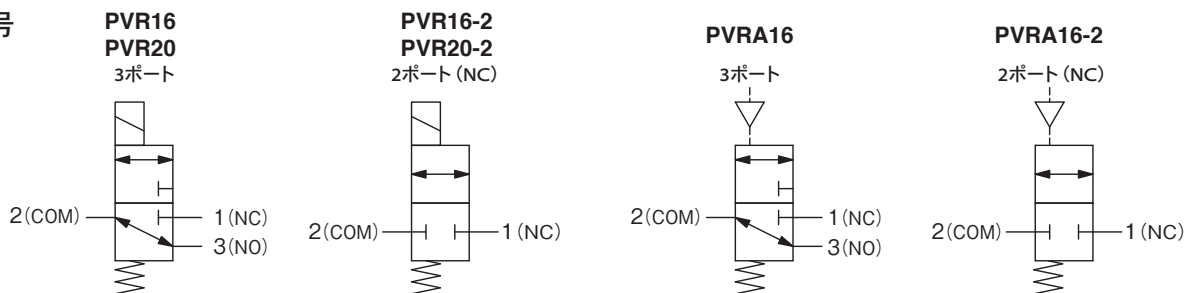 号
PVR16
PVR20
3ポート
2(COM)
1(NC)
3(NO)
PVR16-2
PVR20-2
2ポート(NC)
2(COM)
1(NC)
PVRA16
3ポート
2(COM)
1(NC)
3(NO)
PVRA16-2
2ポート(NC)
2(COM)
1(NC)